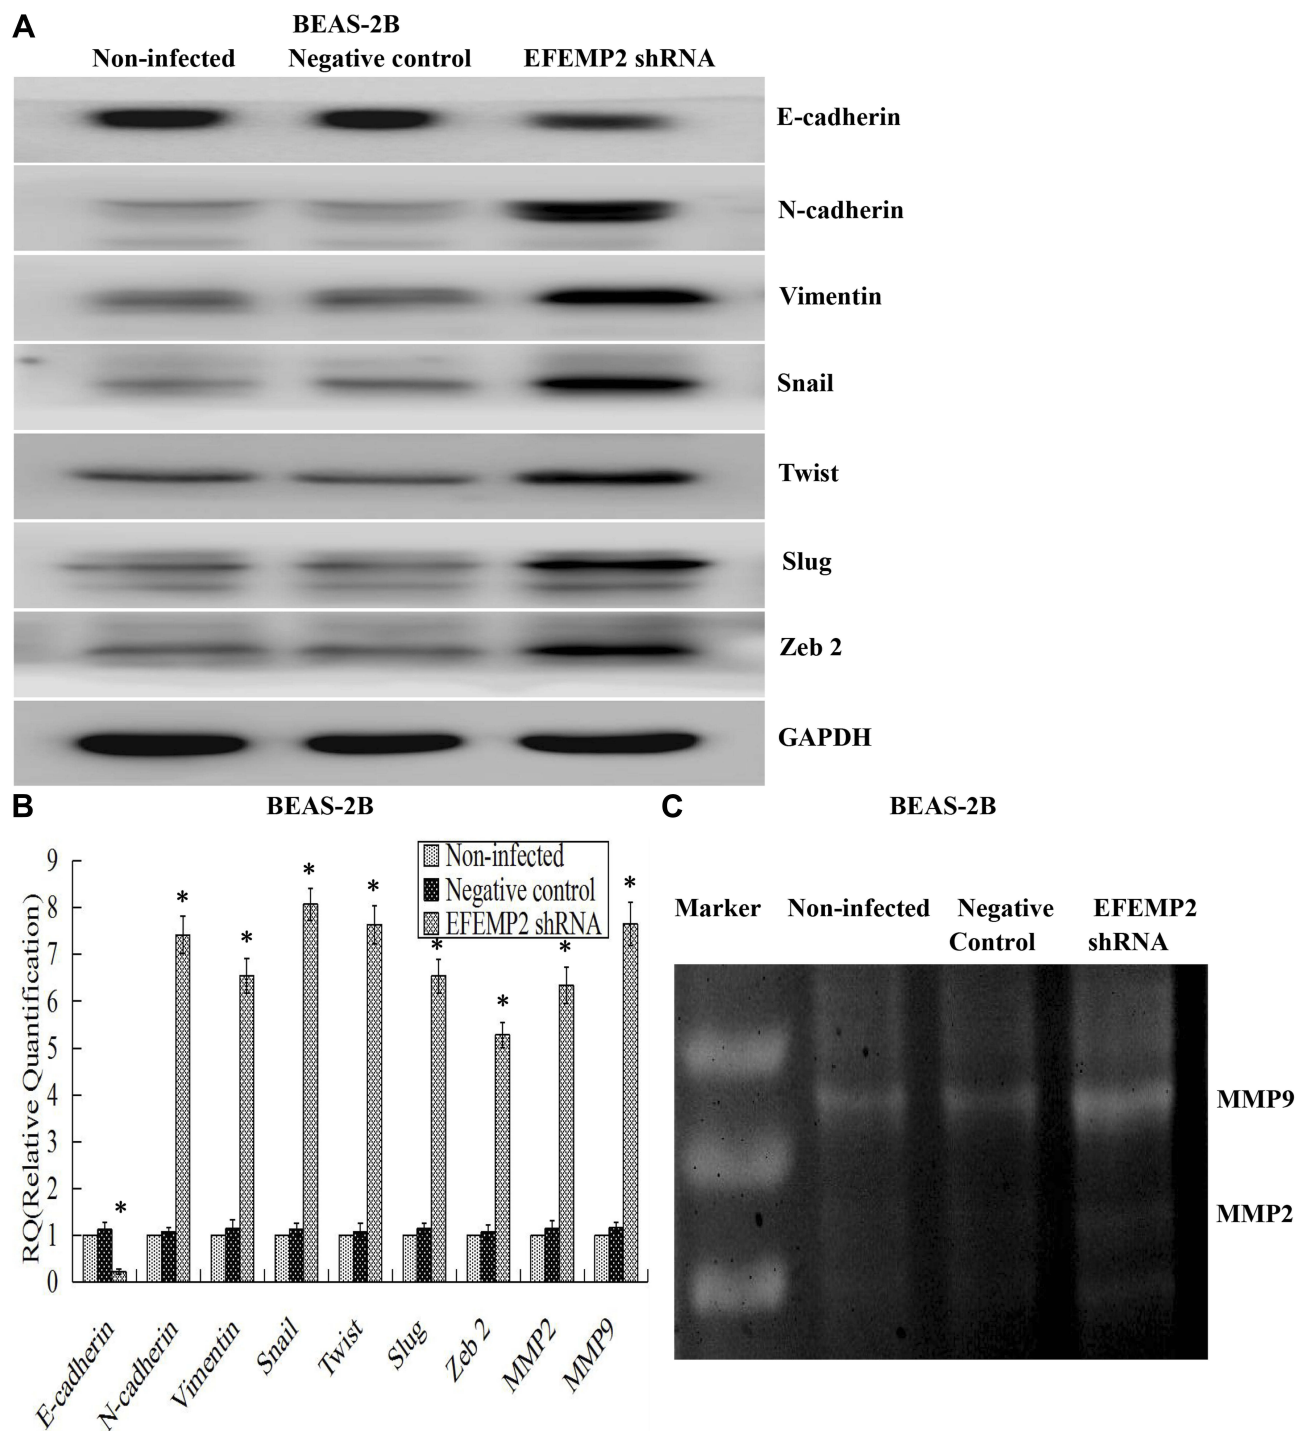 A
BEAS-2B
Non-infected Negative control EFEMP2 shRNA
E-cadherin
N-cadherin
Vimentin
Snail
Twist
Slug
Zeb 2
GAPDH
B BEAS-2B
RQ(Relative Quantification)
9
8
7
6
5
4
3
2
1
0
Non-infected
Negative control
EFEMP2 shRNA
* * * * * * * * *
E-cadherin N-cadherin Vimentin Snail Twist Slug Zeb 2 MMP2 MMP9
C BEAS-2B
Marker Non-infected Negative EFEMP2
Control shRNA
MMP9
MMP2